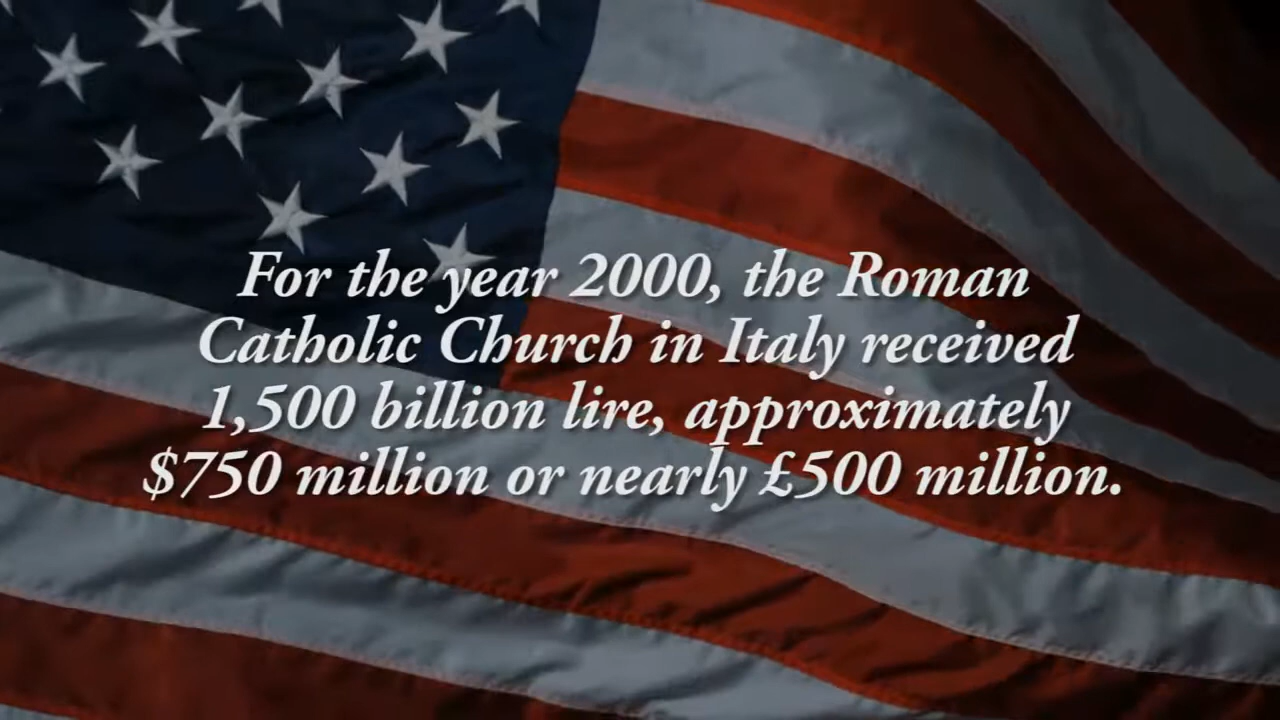 For the year 2000, the Roman
Catholic Church in Italy received
1,500 billion lire, approximately
$750 million or nearly £500 million.